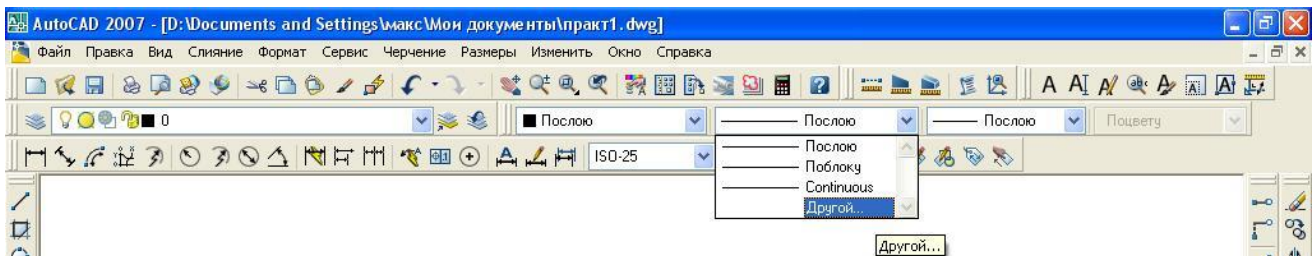 AutoCAD 2007 - [D:\Documents and Settings\макс\Мои документы\практ1.dwg]
Файл Правка Вид Слияние Формат Сервис Черчение Размеры Изменить Окно Справка
0 Послою Послою Послою Поцвету
ISO-25
Послою
Поблоку
Continuous
Другой...
Другой...